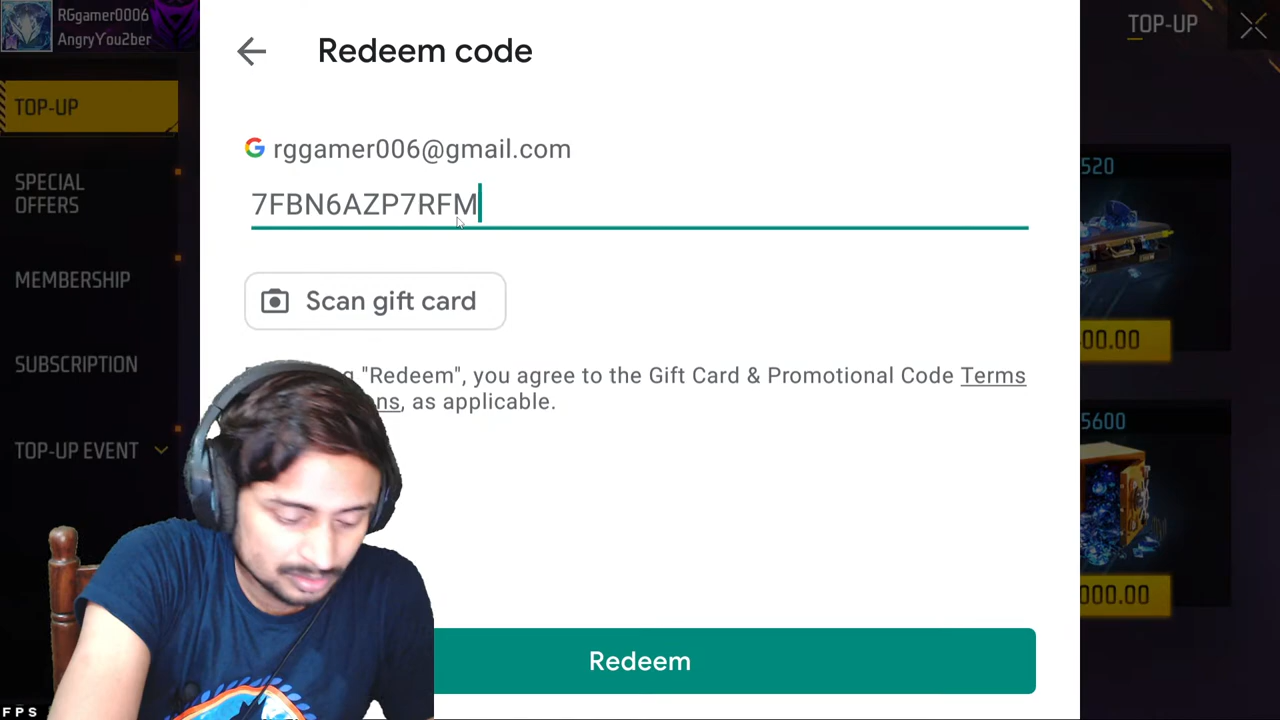 RGgamer0006
AngryYou2ber
TOP-UP
SPECIAL
OFFERS
MEMBERSHIP
SUBSCRIPTION
TOP-UP EVENT
Redeem code
rggamer006@gmail.com
7FBN6AZP7RFM
Scan gift card
"Redeem", you agree to the Gift Card & Promotional Code Terms
ns, as applicable.
Redeem
TOP-UP
520
00.00
5600
000.00
FPS